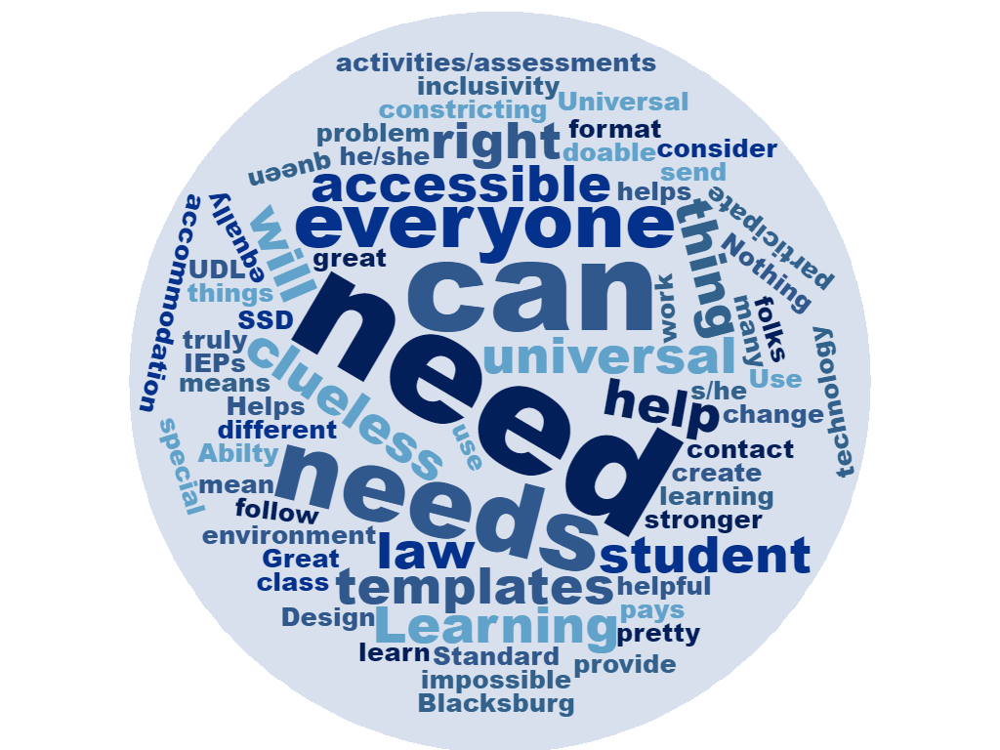 activities/assessments
inclusivity
constricting
Universal
problem
right
format
he/she
doable
consider
queen
accessible
helps
send
participate
accommodation
equally
will
everyone
thing
Nothing
great
can
UDL
things
work
many
folks
SSD
need
universal
technology
truly
IEPs
clueless
means
help
s/he
Use
Helps
change
different
use
contact
special
Abilty
needs
create
mean
learning
follow
stronger
environment
law
student
Great
class
templates
helpful
Design
Learning
pays
pretty
learn
Standard
provide
impossible
Blacksburg